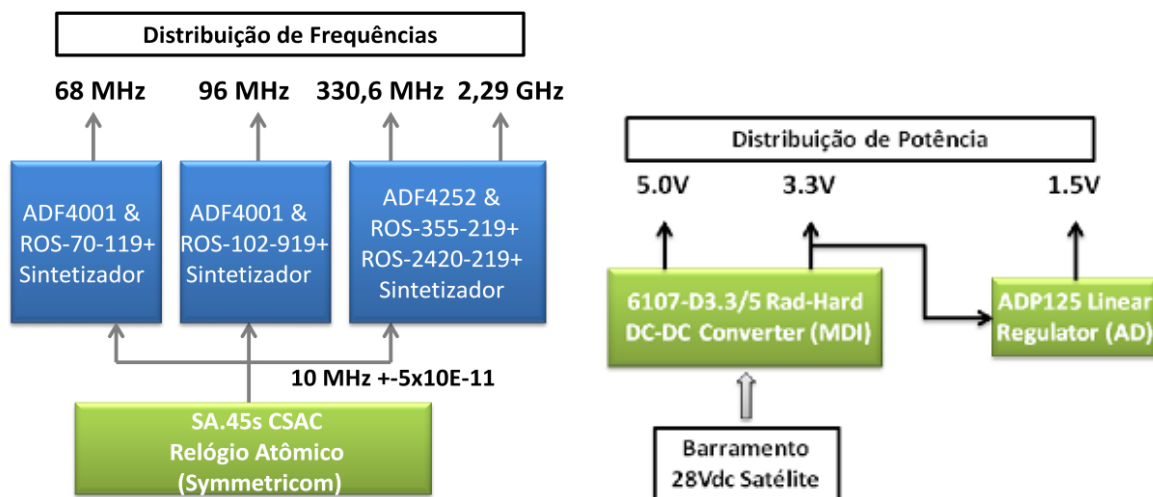 Distribuição de Frequências
68 MHz
96 MHz
330,6 MHz
2,29 GHz
ADF4001 &
ROS-70-119+
Sintetizador
ADF4001 &
ROS-102-919+
Sintetizador
ADF4252 &
ROS-355-219+
ROS-2420-219+
Sintetizador
10 MHz +-5x10E-11
SA.45s CSAC
Relógio Atômico
(Symmetricom)
Distribuição de Potência
5.0V
3.3V
1.5V
6107-D3.3/5 Rad-Hard
DC-DC Converter (MDI)
ADP125 Linear
Regulator (AD)
Barramento
28Vdc Satélite